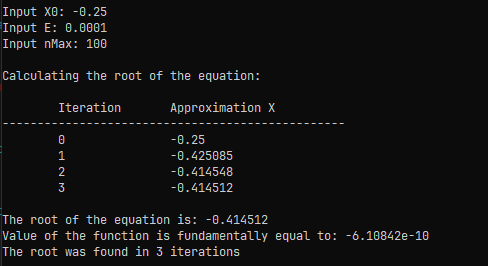 Input X0: -0.25
Input E: 0.0001
Input nMax: 100
Calculating the root of the equation:
Iteration Approximation X
-------------------------------------------------
0 -0.25
1 -0.425085
2 -0.414548
3 -0.414512
The root of the equation is: -0.414512
Value of the function is fundamentally equal to: -6.10842e-10
The root was found in 3 iterations